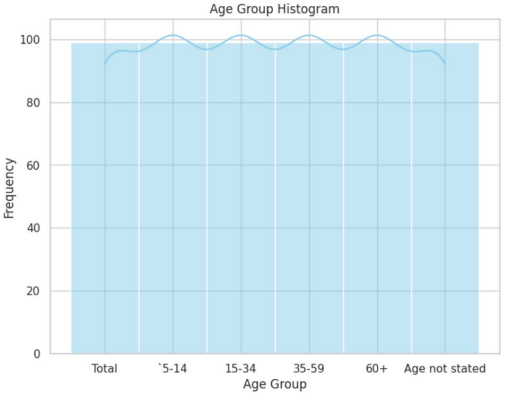 Age Group Histogram
Frequency
100
80
60
40
20
0
Total `5-14 15-34 35-59 60+ Age not stated
Age Group